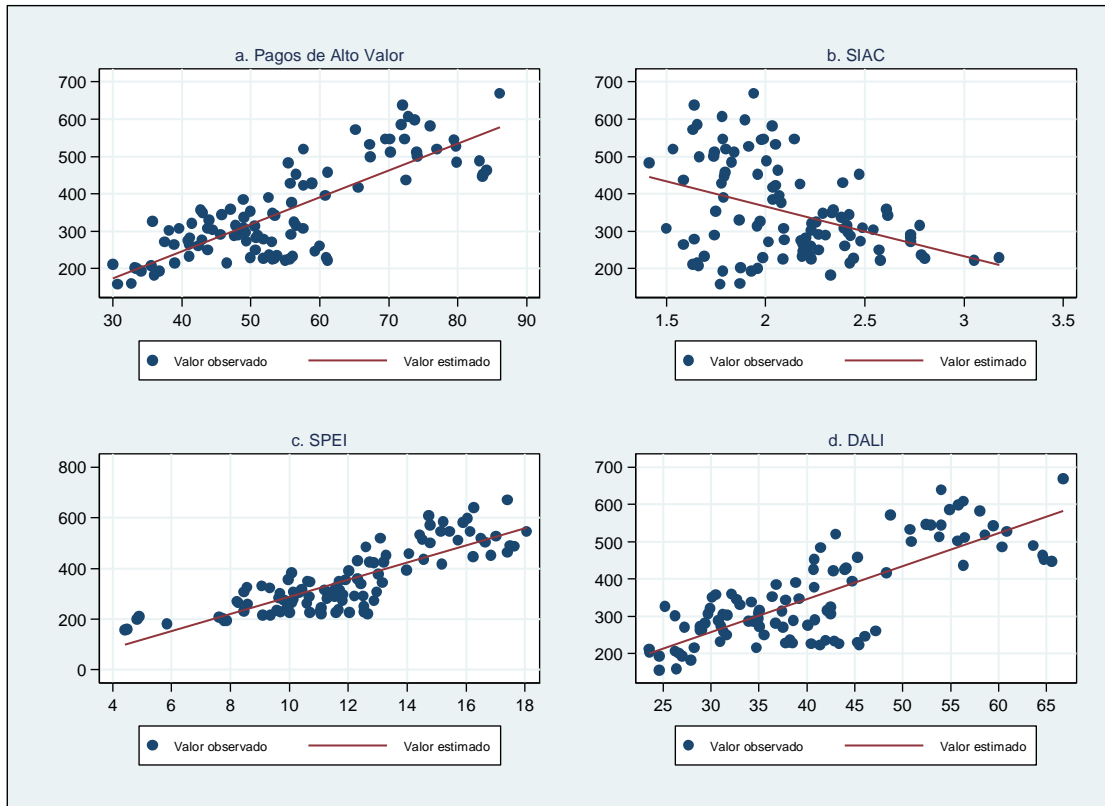 a. Pagos de Alto Valor
700
600
500
400
300
200
30 40 50 60 70 80 90
Valor observado Valor estimado
b. SIAC
700
600
500
400
300
200
1.5 2 2.5 3 3.5
Valor observado Valor estimado
c. SPEI
800
600
400
200
0
4 6 8 10 12 14 16 18
Valor observado Valor estimado
d. DALI
700
600
500
400
300
200
25 30 35 40 45 50 55 60 65
Valor observado Valor estimado